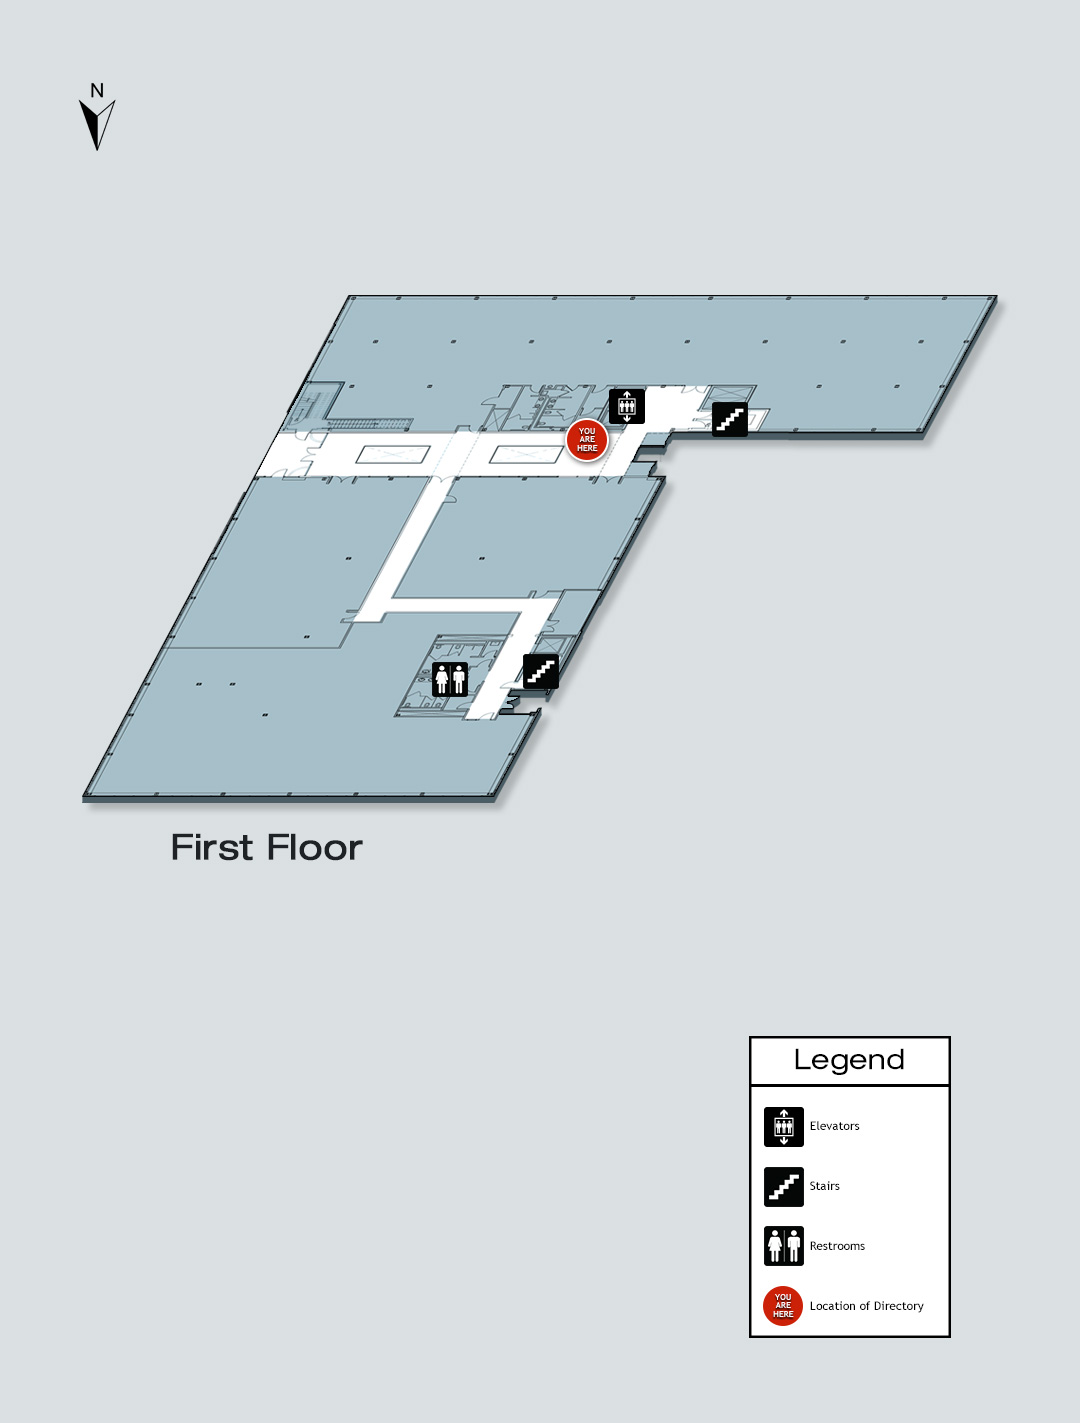 N
YOU
ARE
HERE
First Floor
Legend
Elevators
Stairs
Restrooms
YOU
ARE
HERE
Location of Directory